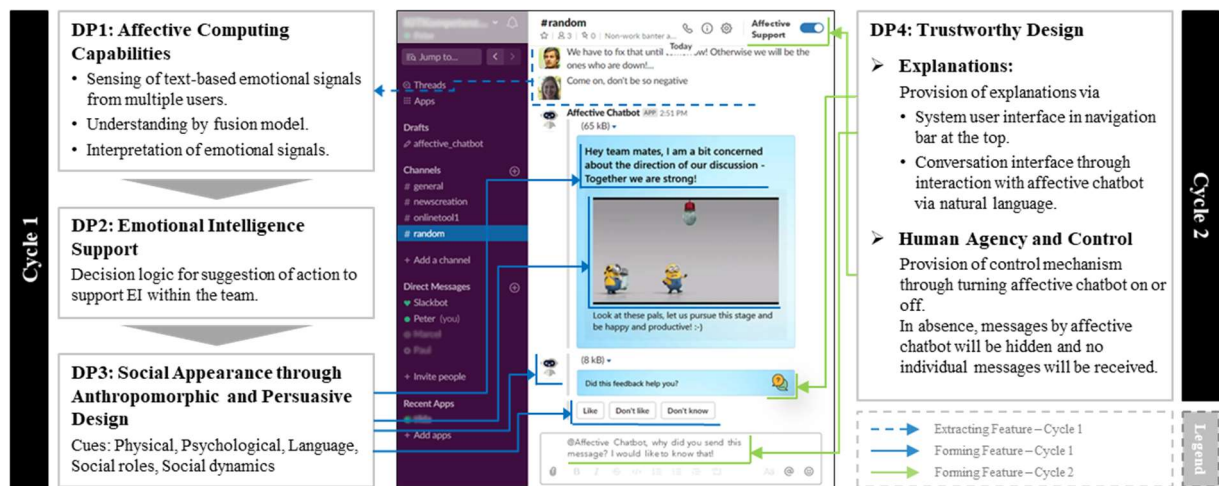 Cycle 1
DP1: Affective Computing
Capabilities
• Sensing of text-based emotional signals
from multiple users.
• Understanding by fusion model.
• Interpretation of emotional signals.
DP2: Emotional Intelligence
Support
Decision logic for suggestion of action to
support EI within the team.
DP3: Social Appearance through
Anthropomorphic and Persuasive
Design
Cues: Physical, Psychological, Language,
Social roles, Social dynamics
Jump to...
Threads
Apps
Drafts
affective_chatbot
Channels
# general
# newscreation
# onlinetool1
# random
+ Add a channel
Direct Messages
Slackbot
Peter (you)
+ Invite people
Recent Apps
+ Add apps
#random
3 | 0 | Non-work banter a...
Today
Affective
Support
We have to fix that until! Otherwise we will be the
ones who are down!...
Come on, don't be so negative
Affective Chatbot APP 2:51 PM
(65 kB)
Hey team mates, I am a bit concerned
about the direction of our discussion -
Together we are strong!
Look at these pals, let us pursue this stage and
be happy and productive! :-)
(8 kB)
Did this feedback help you?
Like Don't like Don't know
@Affective Chatbot, why did you send this
message? I would like to know that!
B I Aa @
DP4: Trustworthy Design
➢ Explanations:
Provision of explanations via
• System user interface in navigation
bar at the top.
• Conversation interface through
interaction with affective chatbot
via natural language.
➢ Human Agency and Control
Provision of control mechanism
through turning affective chatbot on or
off.
In absence, messages by affective
chatbot will be hidden and no
individual messages will be received.
Cycle 2
Extracting Feature – Cycle 1
Forming Feature – Cycle 1
Forming Feature – Cycle 2
Legend